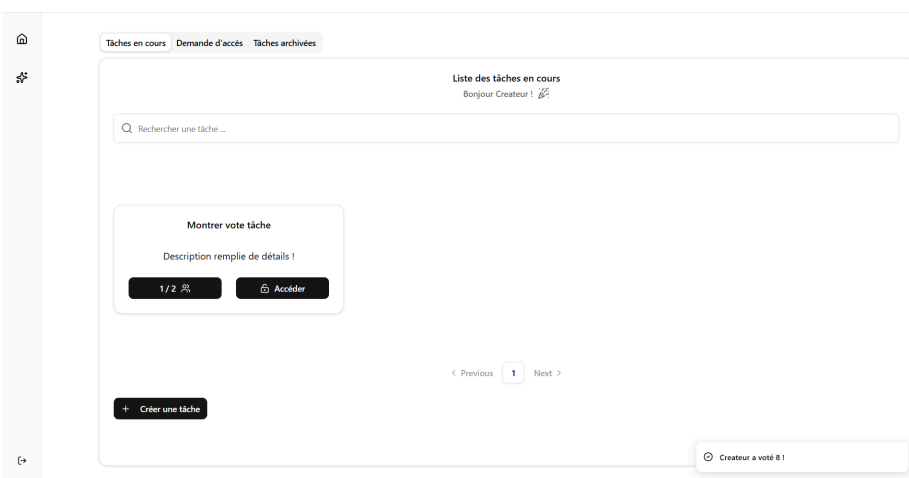 Tâches en cours Demande d'accès Tâches archivées
Liste des tâches en cours
Bonjour Createur !
Rechercher une tâche ...
Montrer vote tâche
Description remplie de détails !
1 / 2 Accéder
Previous 1 Next
Créer une tâche
Createur a voté 8 !